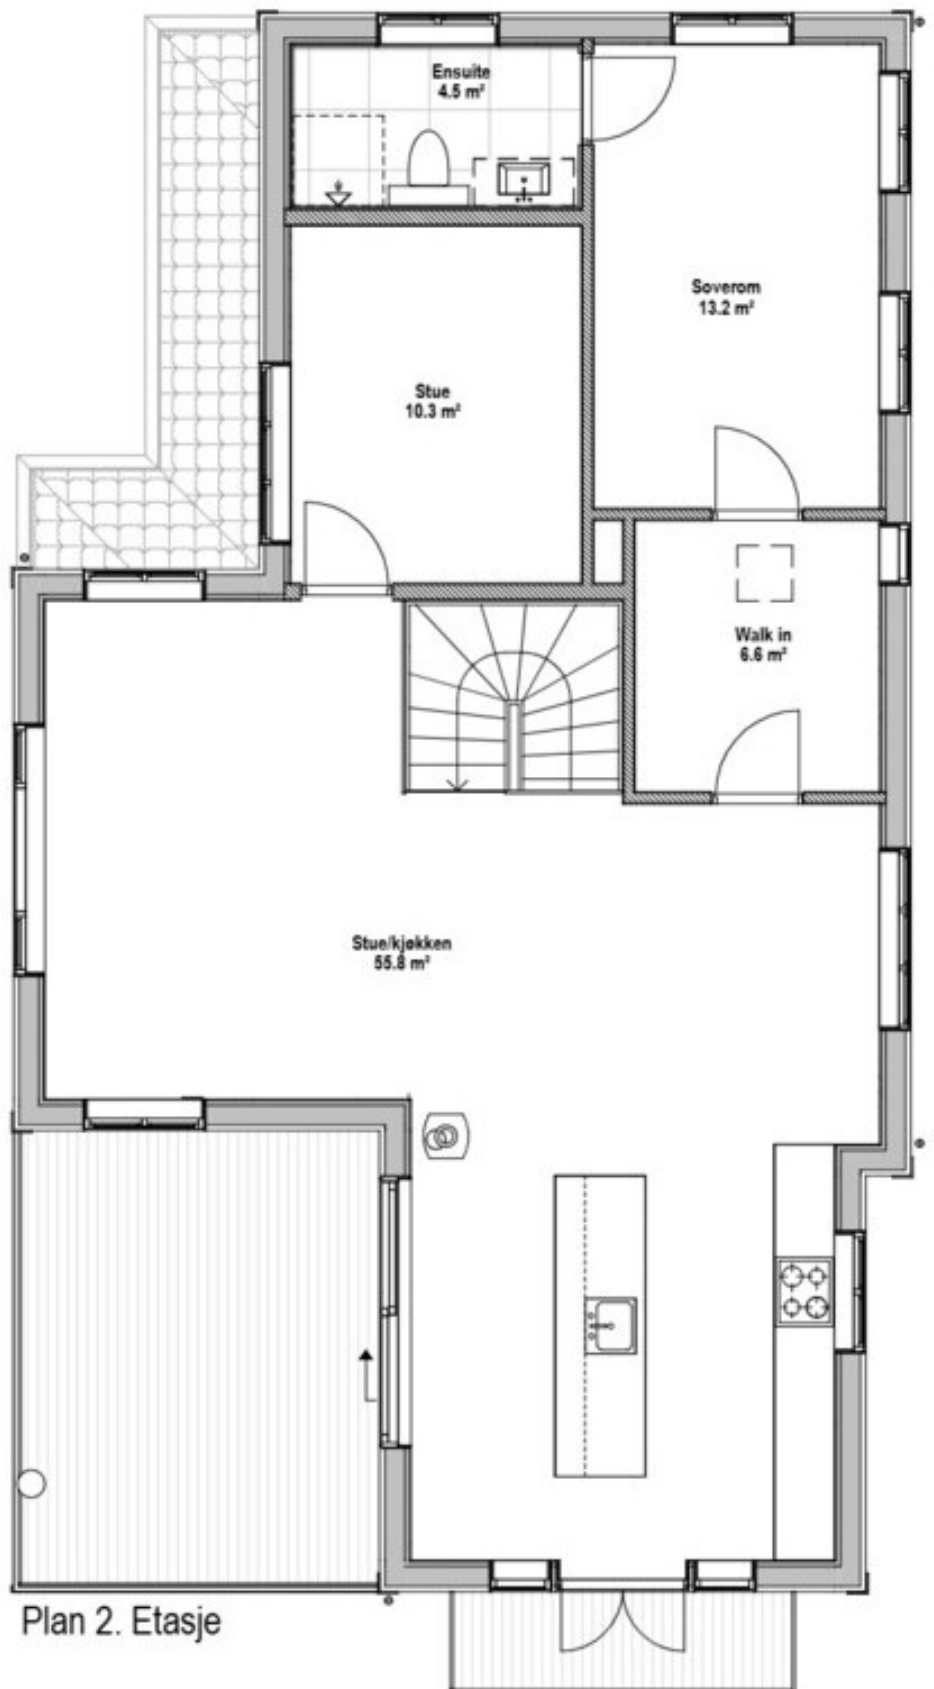 Ensuite
4.5 m²
Soverom
13.2 m²
Stue
10.3 m²
Walk in
6.6 m²
Stue/kjøkken
55.8 m²
Plan 2. Etasje